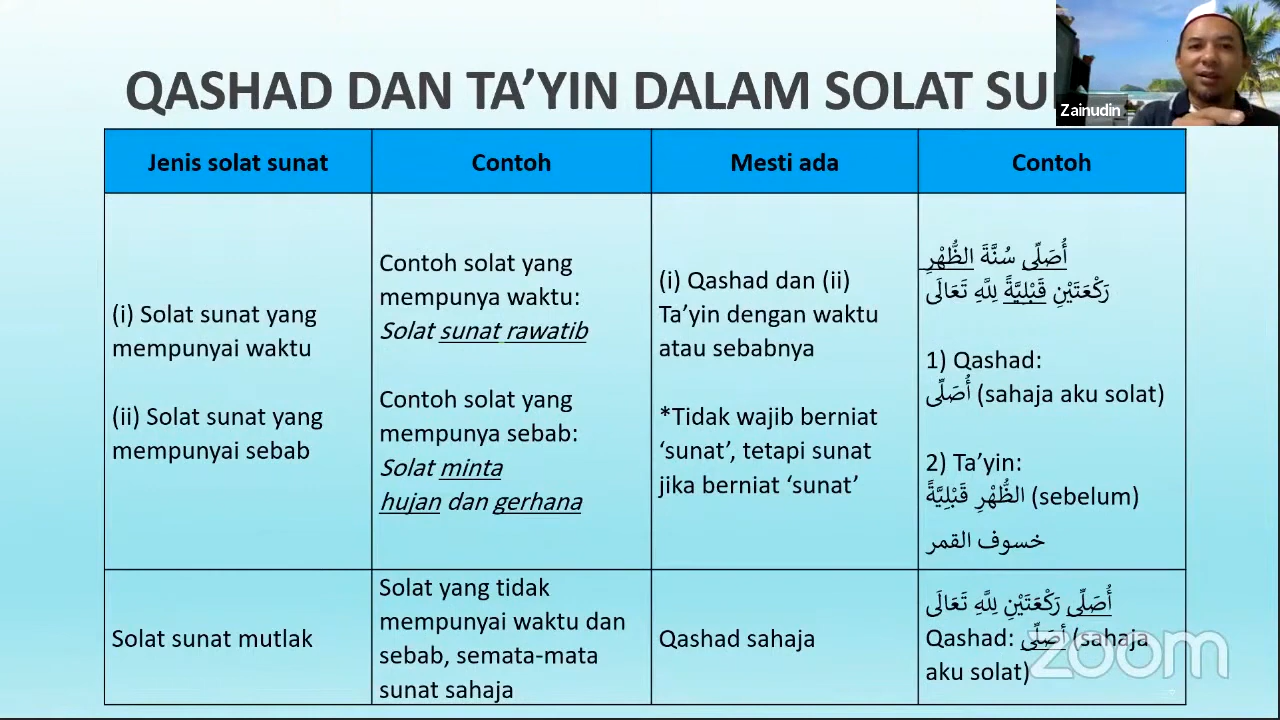 QASHAD DAN TA’YIN DALAM SOLAT
Zainudin
Jenis solat sunat
Contoh
Mesti ada
Contoh
(i) Solat sunat yang
mempunyai waktu
(ii) Solat sunat yang
mempunyai sebab
Contoh solat yang
mempunya waktu:
Solat sunat rawatib
Contoh solat yang
mempunya sebab:
Solat minta
hujan dan gerhana
(i) Qashad dan (ii)
Ta’yin dengan waktu
atau sebabnya
*Tidak wajib berniat
‘sunat’, tetapi sunat
jika berniat ‘sunat’
أُصَلِّى سُنَّةَ الظُّهْرِ
رَكْعَتَيْنِ قَبْلِيَّةً لِلَّهِ تَعَالَى
1) Qashad:
أُصَلِّى (sahaja aku solat)
2) Ta’yin:
الظُّهْرِ قَبْلِيَّةً (sebelum)
خسوف القمر
Solat sunat mutlak
Solat yang tidak
mempunyai waktu dan
sebab, semata-mata
sunat sahaja
Qashad sahaja
أُصَلِّى رَكْعَتَيْنِ لِلَّهِ تَعَالَى
Qashad: أُصَلِّى (sahaja
aku solat)
zoom